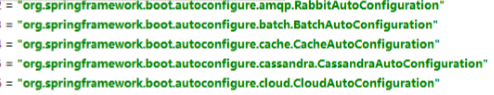 = "org.springframework.boot.autoconfigure.amqp.RabbitAutoConfiguration"
= "org.springframework.boot.autoconfigure.batch.BatchAutoConfiguration"
= "org.springframework.boot.autoconfigure.cache.CacheAutoConfiguration"
= "org.springframework.boot.autoconfigure.cassandra.CassandraAutoConfiguration"
= "org.springframework.boot.autoconfigure.cloud.CloudAutoConfiguration"